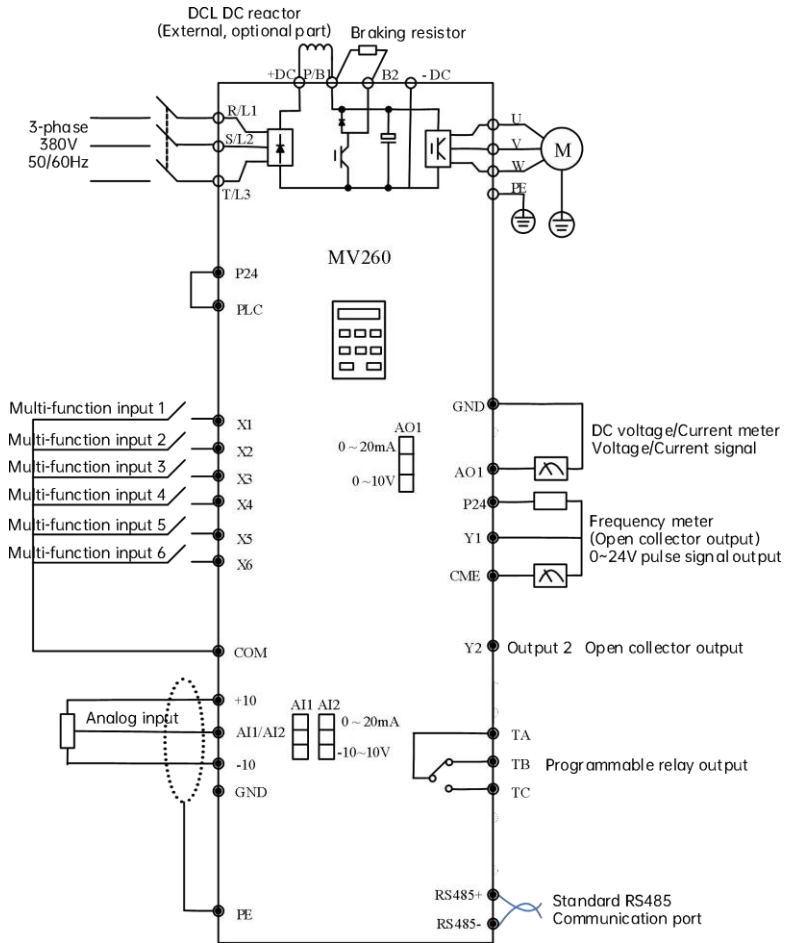 DCL DC reactor
(External, optional part)
Braking resistor
+DC P/B1 B2 - DC
R/L1
S/L2
T/L3
3-phase
380V
50/60Hz
U
V
W
PE
M
MV260
P24
PLC
Multi-function input 1
Multi-function input 2
Multi-function input 3
Multi-function input 4
Multi-function input 5
Multi-function input 6
X1
X2
X3
X4
X5
X6
COM
AO1
0~20mA
0~10V
GND
AO1
DC voltage/Current meter
Voltage/Current signal
P24
Y1
CME
Frequency meter
(Open collector output)
0~24V pulse signal output
Y2 Output 2 Open collector output
+10
Analog input
AI1/AI2
-10
GND
PE
AI1 AI2
0~20mA
-10~10V
TA
TB
TC
Programmable relay output
RS485+
RS485-
Standard RS485
Communication port